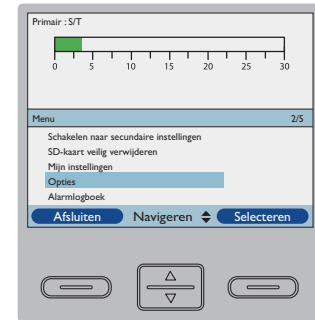 Primair : S/T
0 5 10 15 20 25 30
Menu 2/5
Schakelen naar secundaire instellingen
SD-kaart veilig verwijderen
Mijn instellingen
Opties
Alarmlogboek
Afsluiten Navigeren Selecteren